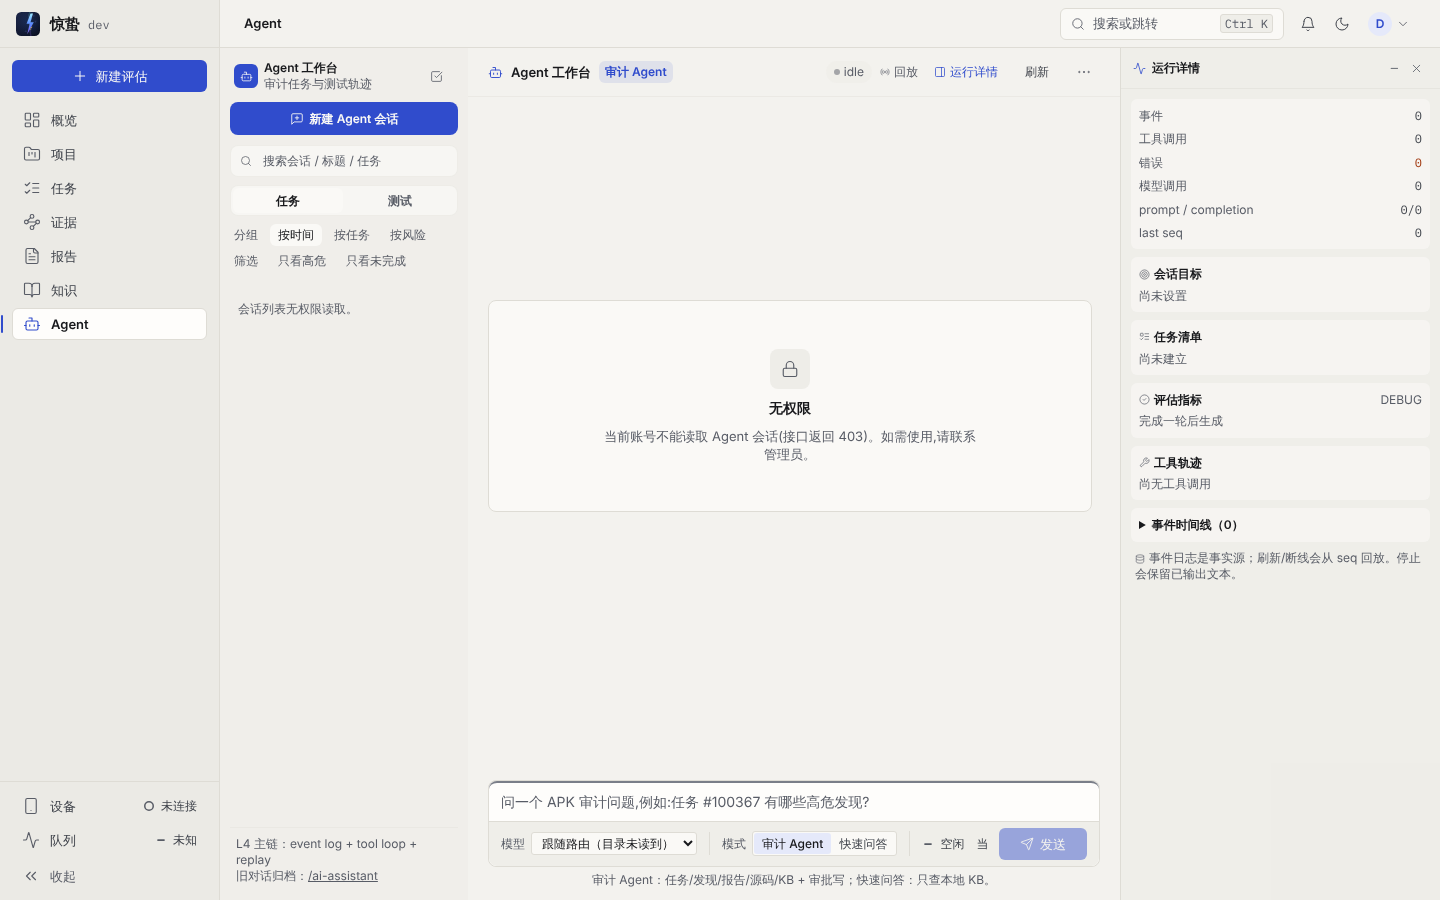 惊蛰 dev
Agent
搜索或跳转 Ctrl K
D
新建评估
概览
项目
任务
证据
报告
知识
Agent
设备 未连接
队列 未知
收起
Agent 工作台
审计任务与测试轨迹
新建 Agent 会话
搜索会话 / 标题 / 任务
任务 测试
分组 按时间 按任务 按风险
筛选 只看高危 只看未完成
会话列表无权限读取。
L4 主链：event log + tool loop +
replay
旧对话归档：/ai-assistant
Agent 工作台 审计 Agent idle 回放 运行详情 刷新
无权限
当前账号不能读取 Agent 会话(接口返回 403)。如需使用,请联系
管理员。
问一个 APK 审计问题,例如:任务 #100367 有哪些高危发现?
模型 跟随路由（目录未读到） 模式 审计 Agent 快速问答 空闲 当 发送
审计 Agent：任务/发现/报告/源码/KB + 审批写；快速问答：只查本地 KB。
运行详情
事件 0
工具调用 0
错误 0
模型调用 0
prompt / completion 0/0
last seq 0
会话目标
尚未设置
任务清单
尚未建立
评估指标 DEBUG
完成一轮后生成
工具轨迹
尚无工具调用
事件时间线（0）
事件日志是事实源；刷新/断线会从 seq 回放。停止
会保留已输出文本。